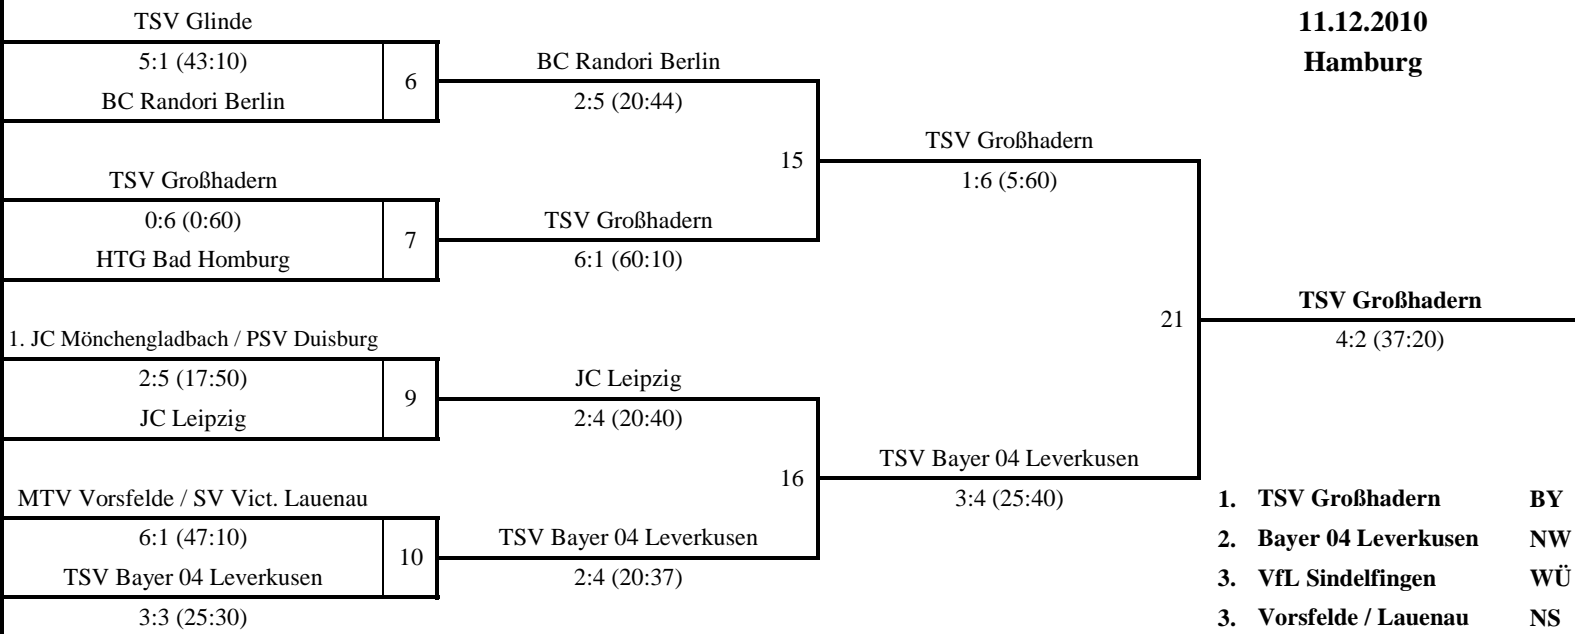 TSV Glinde
11.12.2010
5:1 (43:10)
6
BC Randori Berlin
Hamburg
BC Randori Berlin
2:5 (20:44)
TSV Großhadern
15
TSV Großhadern
1:6 (5:60)
0:6 (0:60)
7
TSV Großhadern
HTG Bad Homburg
6:1 (60:10)
TSV Großhadern
21
1. JC Mönchengladbach / PSV Duisburg
4:2 (37:20)
2:5 (17:50)
9
JC Leipzig
JC Leipzig
2:4 (20:40)
TSV Bayer 04 Leverkusen
16
MTV Vorsfelde / SV Vict. Lauenau
3:4 (25:40)
1. TSV Großhadern BY
6:1 (47:10)
10
TSV Bayer 04 Leverkusen
2. Bayer 04 Leverkusen NW
TSV Bayer 04 Leverkusen
2:4 (20:37)
3. VfL Sindelfingen WÜ
3:3 (25:30)
3. Vorsfelde / Lauenau NS